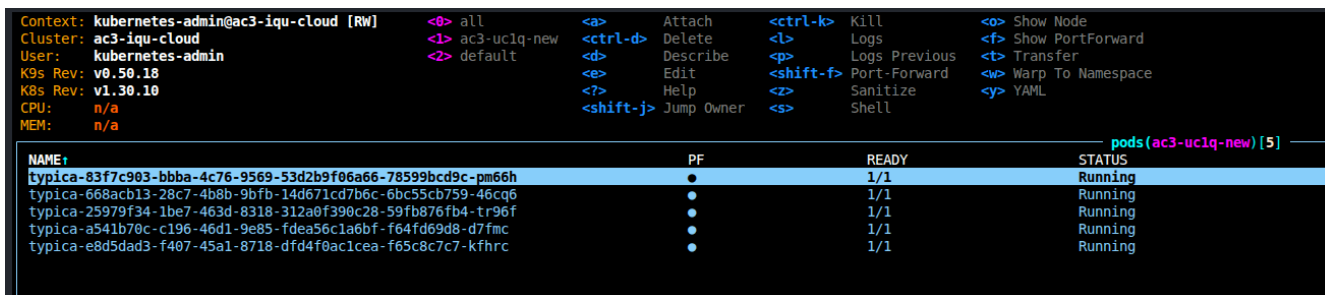 Context: kubernetes-admin@ac3-iqu-cloud [RW] <0> all <a> Attach <ctrl-k> Kill <o> Show Node
Cluster: ac3-iqu-cloud <1> ac3-uc1q-new <ctrl-d> Delete <l> Logs <f> Show PortForward
User: kubernetes-admin <2> default <d> Describe <p> Logs Previous <t> Transfer
K9s Rev: v0.50.18 <e> Edit <shift-f> Port-Forward <w> Warp To Namespace
K8s Rev: v1.30.10 <?> Help <z> Sanitize <y> YAML
CPU: n/a <shift-j> Jump Owner <s> Shell
MEM: n/a
pods(ac3-uc1q-new)[5]
NAME↑ PF READY STATUS
typica-83f7c903-bbba-4c76-9569-53d2b9f06a66-78599bcd9c-pm66h ● 1/1 Running
typica-668acb13-28c7-4b8b-9bfb-14d671cd7b6c-6bc55cb759-46cq6 ● 1/1 Running
typica-25979f34-1be7-463d-8318-312a0f390c28-59fb876fb4-tr96f ● 1/1 Running
typica-a541b70c-c196-46d1-9e85-fdea56c1a6bf-f64fd69d8-d7fmc ● 1/1 Running
typica-e8d5dad3-f407-45a1-8718-dfd4f0ac1cea-f65c8c7c7-kfhrc ● 1/1 Running